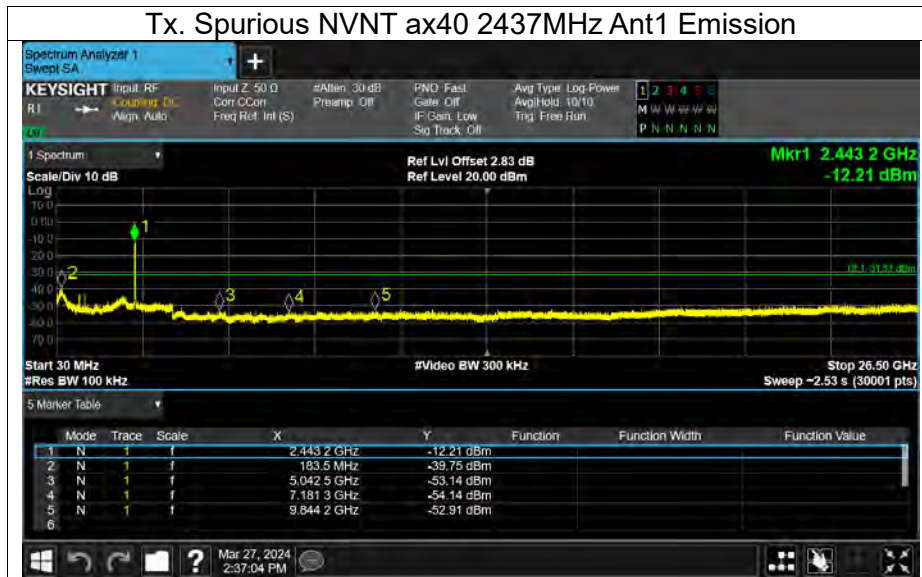 Tx. Spurious NVNT ax40 2437MHz Ant1 Emission
Spectrum Analyzer 1
Swept SA
+
KEYSIGHT Input: RF Input Z: 50 Ω #Atten: 30 dB PNO: Fast Avg Type: Log-Power 1 2 3 4 5 6
R L Coupling: DC Corr CCorr Preamp: Off Gate: Off Avg|Hold: 10/10 M W W W W W
Align: Auto Freq Ref: Int (S) IF Gain: Low Trig: Free Run
Sig Track: Off P N N N N N
1 Spectrum Ref Lvl Offset 2.83 dB Mkr1 2.443 2 GHz
Scale/Div 10 dB Ref Level 20.00 dBm -12.21 dBm
Log
10.0
0.00
-10.0
1
-20.0
-30.0
2
DL1 -31.53 dBm
-40.0
3 4 5
-50.0
-60.0
-70.0
Start 30 MHz #Video BW 300 kHz Stop 26.50 GHz
#Res BW 100 kHz Sweep ~2.53 s (30001 pts)
5 Marker Table
Mode Trace Scale X Y Function Function Width Function Value
1 N 1 f 2.443 2 GHz -12.21 dBm
2 N 1 f 183.5 MHz -39.75 dBm
3 N 1 f 5.042 5 GHz -53.14 dBm
4 N 1 f 7.181 3 GHz -54.14 dBm
5 N 1 f 9.844 2 GHz -52.91 dBm
6
? Mar 27, 2024
2:37:04 PM